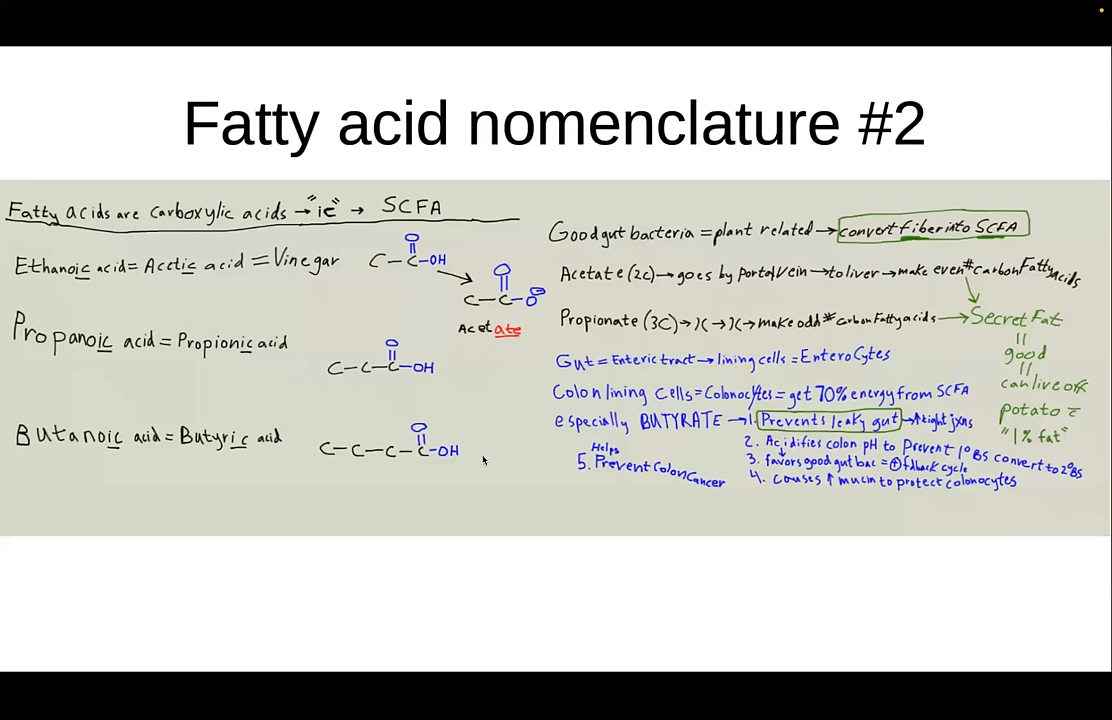 Fatty acid nomenclature #2
Fatty acids are carboxylic acids → "ic" → SCFA
Ethanoic acid = Acetic acid = Vinegar
C-C-OH
O
C-C-O
O
Acetate
Propanoic acid = Propionic acid
O
C-C-C-OH
Butanoic acid = Butyric acid
O
C-C-C-C-OH
Good gut bacteria = plant related → convert fiber into SCFA
Acetate (2c) → goes by portal vein → to liver → make even # carbon Fatty Acids
Propionate (3C) → )( → )( → make odd # carbon Fatty acids → Secret Fat
||
good
||
can live off
potato c̄
"1% fat"
Gut = Enteric tract → lining cells = EnteroCytes
Colon lining Cells = Colonocytes = get 70% energy from SCFA
especially BUTYRATE → 1. Prevents leaky gut → ↑tight jxns
2. Acidifies colon pH to Prevent 1° BS convert to 2° BS
3. favors good gut bac = ⊕ fdback cycle
4. Causes ↑ mucin to protect colonocytes
5. Helps Prevent Colon Cancer